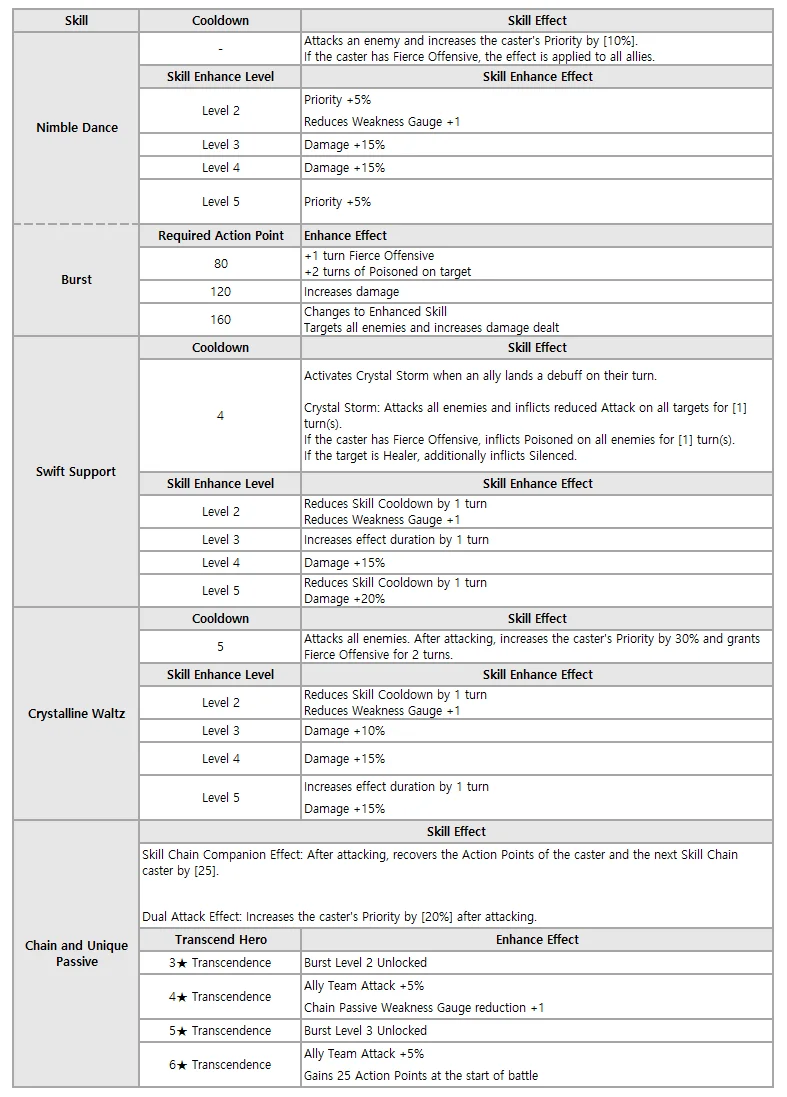 Skill Cooldown Skill Effect
Nimble Dance
-
Attacks an enemy and increases the caster's Priority by [10%].
If the caster has Fierce Offensive, the effect is applied to all allies.
Skill Enhance Level Skill Enhance Effect
Level 2
Priority +5%
Reduces Weakness Gauge +1
Level 3 Damage +15%
Level 4 Damage +15%
Level 5 Priority +5%
Burst
Required Action Point Enhance Effect
80
+1 turn Fierce Offensive
+2 turns of Poisoned on target
120 Increases damage
160
Changes to Enhanced Skill
Targets all enemies and increases damage dealt
Swift Support
Cooldown Skill Effect
4
Activates Crystal Storm when an ally lands a debuff on their turn.
Crystal Storm: Attacks all enemies and inflicts reduced Attack on all targets for [1]
turn(s).
If the caster has Fierce Offensive, inflicts Poisoned on all enemies for [1] turn(s).
If the target is Healer, additionally inflicts Silenced.
Skill Enhance Level Skill Enhance Effect
Level 2
Reduces Skill Cooldown by 1 turn
Reduces Weakness Gauge +1
Level 3 Increases effect duration by 1 turn
Level 4 Damage +15%
Level 5
Reduces Skill Cooldown by 1 turn
Damage +20%
Crystalline Waltz
Cooldown Skill Effect
5
Attacks all enemies. After attacking, increases the caster's Priority by 30% and grants
Fierce Offensive for 2 turns.
Skill Enhance Level Skill Enhance Effect
Level 2
Reduces Skill Cooldown by 1 turn
Reduces Weakness Gauge +1
Level 3 Damage +10%
Level 4 Damage +15%
Level 5
Increases effect duration by 1 turn
Damage +15%
Chain and Unique
Passive
Skill Effect
Skill Chain Companion Effect: After attacking, recovers the Action Points of the caster and the next Skill Chain
caster by [25].
Dual Attack Effect: Increases the caster's Priority by [20%] after attacking.
Transcend Hero Enhance Effect
3★ Transcendence Burst Level 2 Unlocked
4★ Transcendence
Ally Team Attack +5%
Chain Passive Weakness Gauge reduction +1
5★ Transcendence Burst Level 3 Unlocked
6★ Transcendence
Ally Team Attack +5%
Gains 25 Action Points at the start of battle